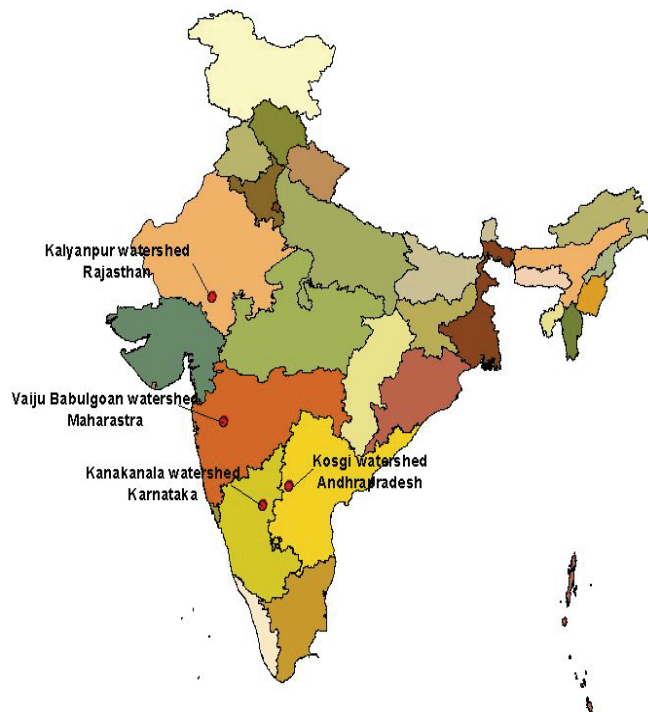 Kalyanpur watershed
Rajasthan
Vaiju Babulgoan watershed
Maharastra
Kosgi watershed
Andhrapradesh
Kanakanala watershed
Karnataka